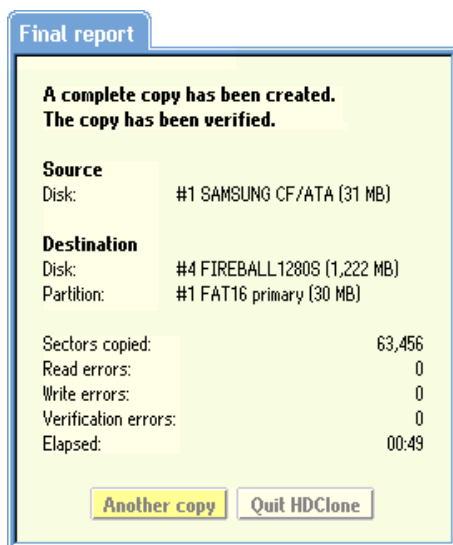 Final report
A complete copy has been created.
The copy has been verified.
Source
Disk: #1 SAMSUNG CF/ATA (31 MB)
Destination
Disk: #4 FIREBALL1280S (1,222 MB)
Partition: #1 FAT16 primary (30 MB)
Sectors copied: 63,456
Read errors: 0
Write errors: 0
Verification errors: 0
Elapsed: 00:49
Another copy Quit HDClone